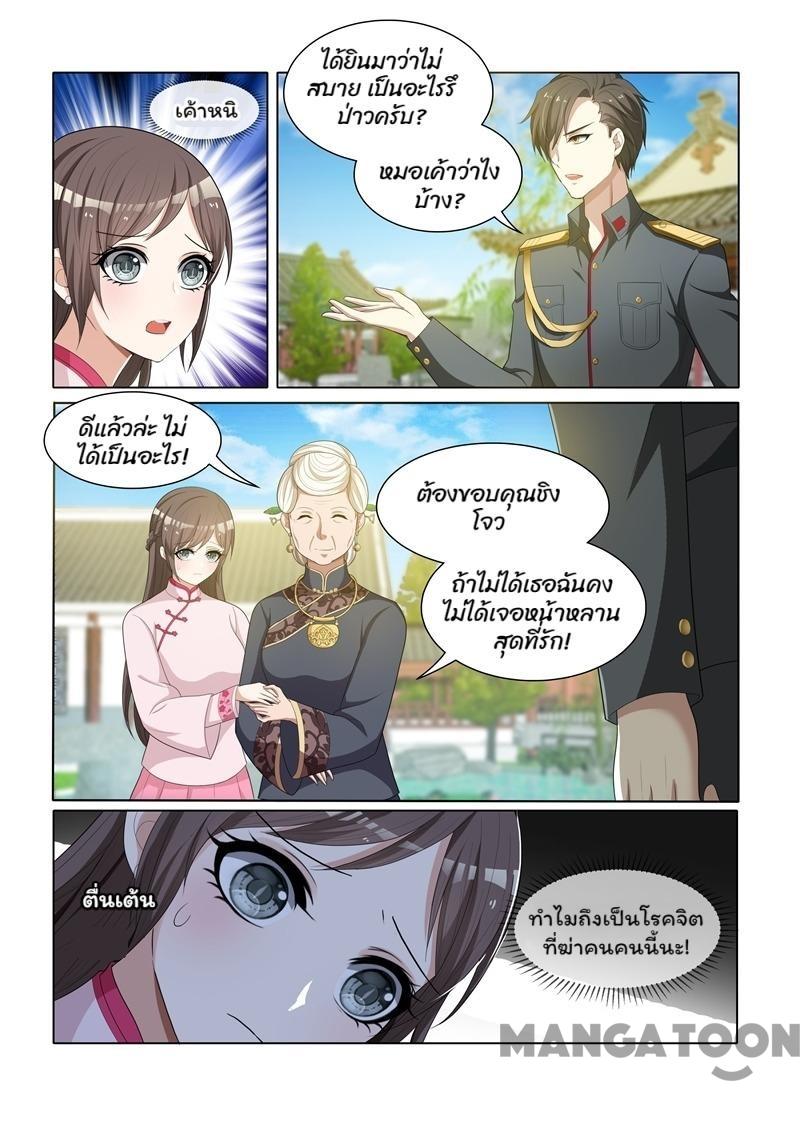 เค้าหนิ
ได้ยินมาว่าไม่
สบาย เป็นอะไรรึ
ป่าวครับ?
หมอเค้าว่าไง
บ้าง?
ดีแล้วล่ะ ไม่
ได้เป็นอะไร!
ต้องขอบคุณชิง
โจว
ถ้าไม่ได้เธอฉันคง
ไม่ได้เจอหน้าหลาน
สุดที่รัก!
ตื่นเต้น
ทำไมถึงเป็นโรคจิต
ที่ฆ่าคนคนนี้นะ!
MANGATOON